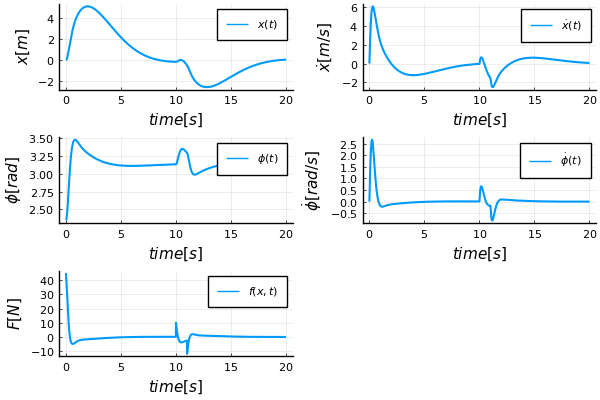 x[m]
4
2
0
−2
x(t)
0 5 10 15 20
time[s]
ẋ[m/s]
6
4
2
0
−2
ẋ(t)
0 5 10 15 20
time[s]
ϕ[rad]
3.50
3.25
3.00
2.75
2.50
ϕ(t)
0 5 10 15 20
time[s]
ϕ̇[rad/s]
2.5
2.0
1.5
1.0
0.5
0.0
−0.5
ϕ̇(t)
0 5 10 15 20
time[s]
F[N]
40
30
20
10
0
−10
f(x, t)
0 5 10 15 20
time[s]